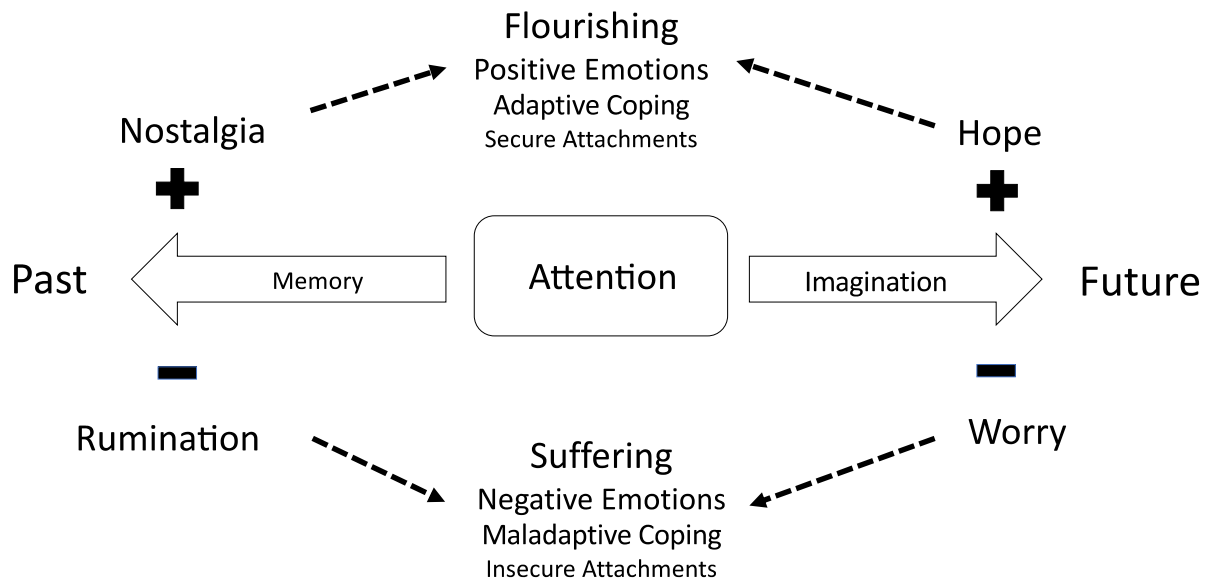 Flourishing
Positive Emotions
Adaptive Coping
Secure Attachments
Nostalgia
Hope
Past
Memory
Attention
Imagination
Future
Rumination
Worry
Suffering
Negative Emotions
Maladaptive Coping
Insecure Attachments